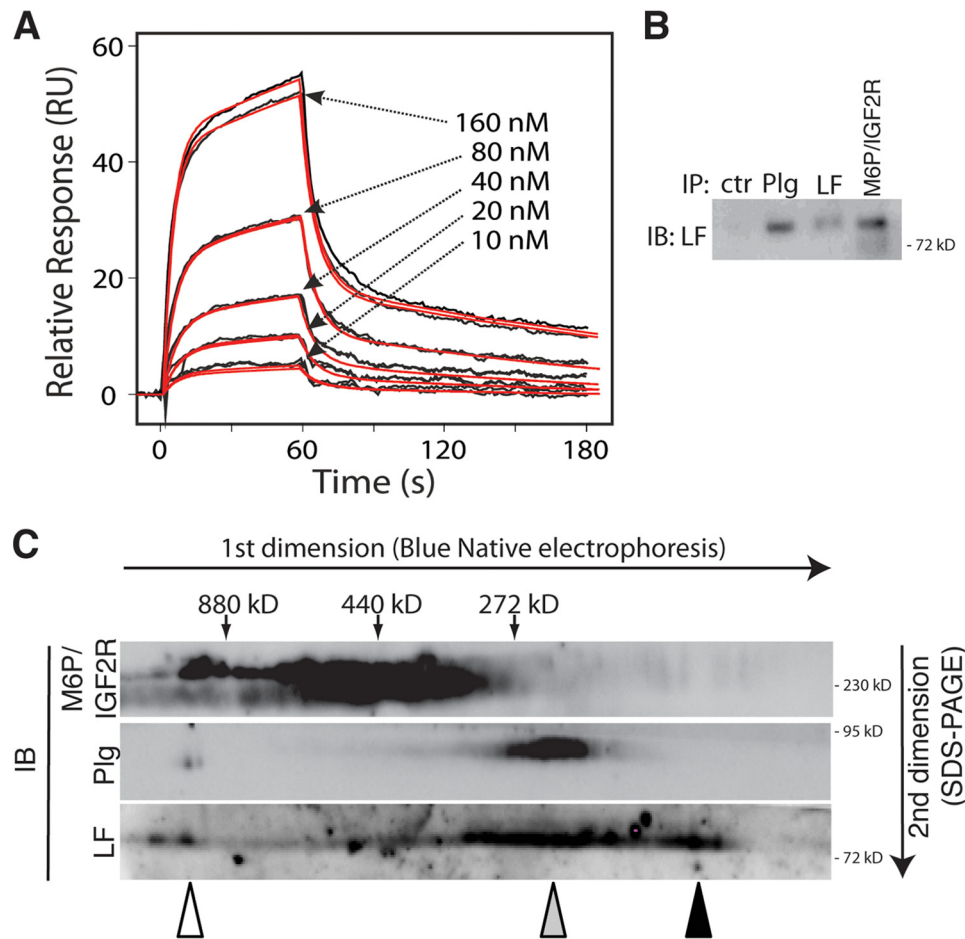 A
Relative Response (RU)
60
40
20
0
0
60
120
180
Time (s)
160 nM
80 nM
40 nM
20 nM
10 nM
B
IP: ctr Plg LF M6P/IGF2R
IB: LF
- 72 kD
C
1st dimension (Blue Native electrophoresis)
880 kD 440 kD 272 kD
IB
M6P/
IGF2R
Plg
LF
- 230 kD
- 95 kD
- 72 kD
2nd dimension
(SDS-PAGE)